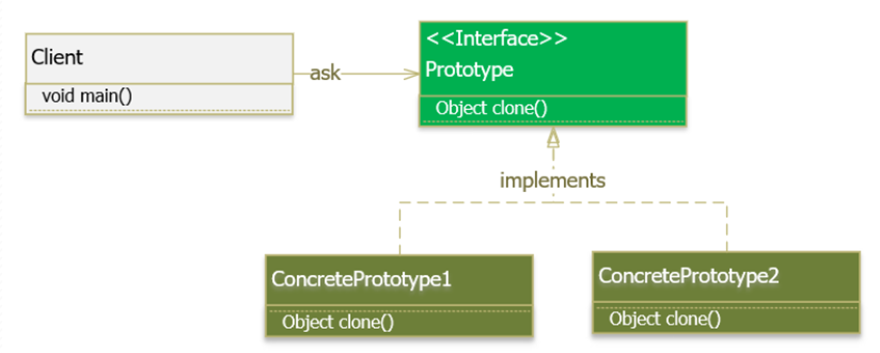 Client
void main()
ask
<<Interface>>
Prototype
Object clone()
implements
ConcretePrototype1
Object clone()
ConcretePrototype2
Object clone()